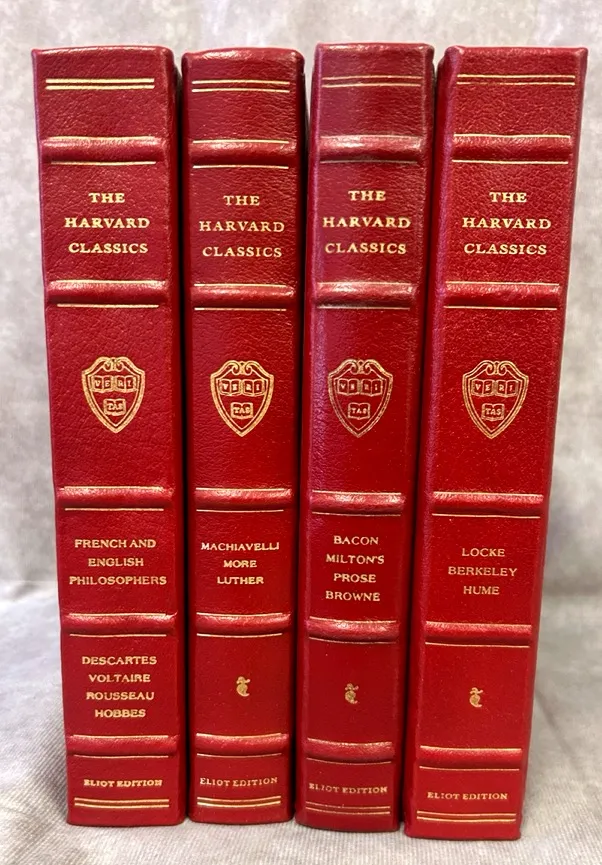 THE
HARVARD
CLASSICS
VE RI
TAS
FRENCH AND
ENGLISH
PHILOSOPHERS
DESCARTES
VOLTAIRE
ROUSSEAU
HOBBES
ELIOT EDITION
THE
HARVARD
CLASSICS
VE RI
TAS
MACHIAVELLI
MORE
LUTHER
ELIOT EDITION
THE
HARVARD
CLASSICS
VE RI
TAS
BACON
MILTON'S
PROSE
BROWNE
ELIOT EDITION
THE
HARVARD
CLASSICS
VE RI
TAS
LOCKE
BERKELEY
HUME
ELIOT EDITION